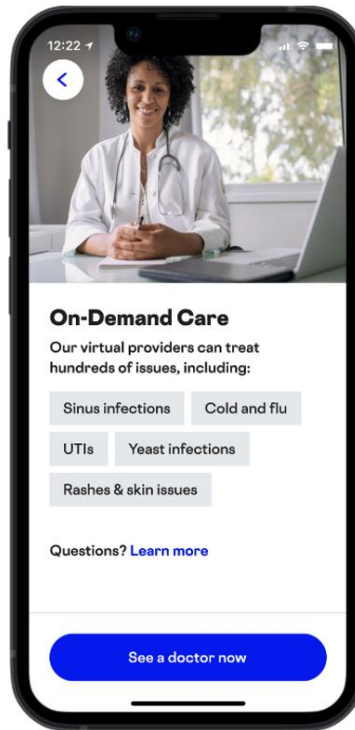 12:22
On-Demand Care
Our virtual providers can treat
hundreds of issues, including:
Sinus infections
Cold and flu
UTIs
Yeast infections
Rashes & skin issues
Questions? Learn more
See a doctor now